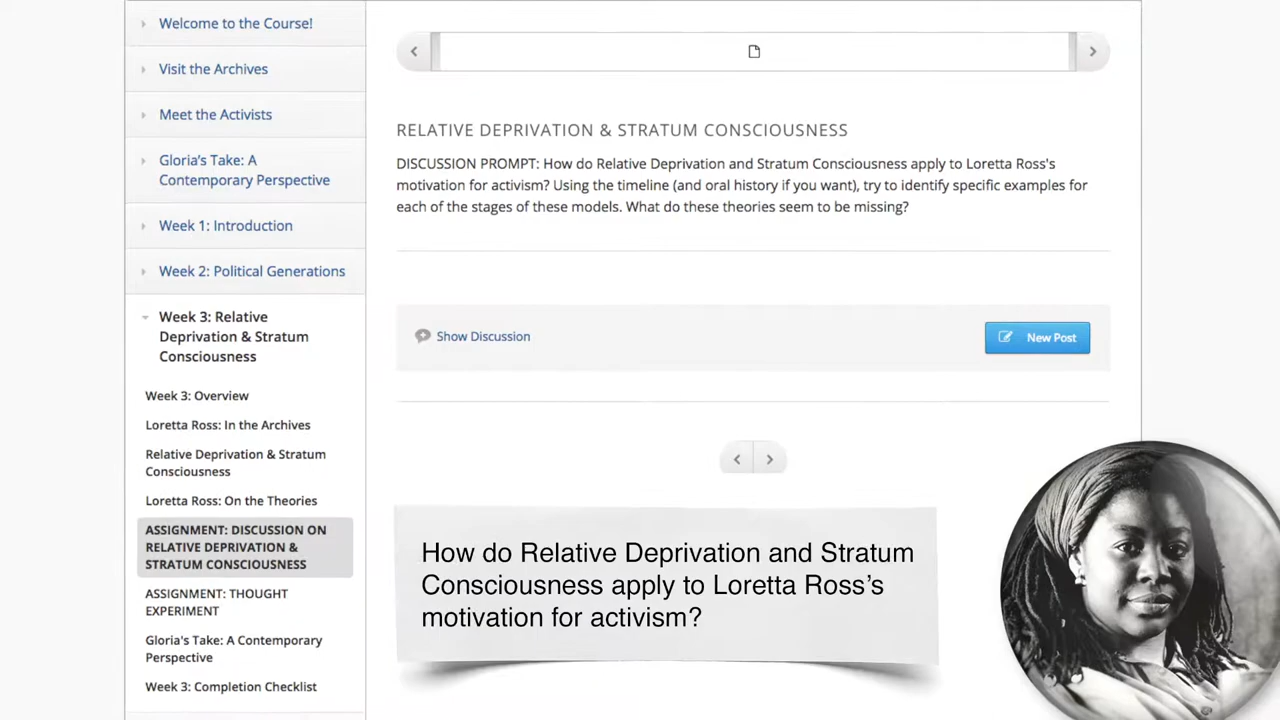 Welcome to the Course!
Visit the Archives
Meet the Activists
Gloria's Take: A
Contemporary Perspective
Week 1: Introduction
Week 2: Political Generations
Week 3: Relative
Deprivation & Stratum
Consciousness
Week 3: Overview
Loretta Ross: In the Archives
Relative Deprivation & Stratum
Consciousness
Loretta Ross: On the Theories
ASSIGNMENT: DISCUSSION ON
RELATIVE DEPRIVATION &
STRATUM CONSCIOUSNESS
ASSIGNMENT: THOUGHT
EXPERIMENT
Gloria's Take: A Contemporary
Perspective
Week 3: Completion Checklist
RELATIVE DEPRIVATION & STRATUM CONSCIOUSNESS
DISCUSSION PROMPT: How do Relative Deprivation and Stratum Consciousness apply to Loretta Ross's
motivation for activism? Using the timeline (and oral history if you want), try to identify specific examples for
each of the stages of these models. What do these theories seem to be missing?
Show Discussion
New Post
How do Relative Deprivation and Stratum
Consciousness apply to Loretta Ross’s
motivation for activism?